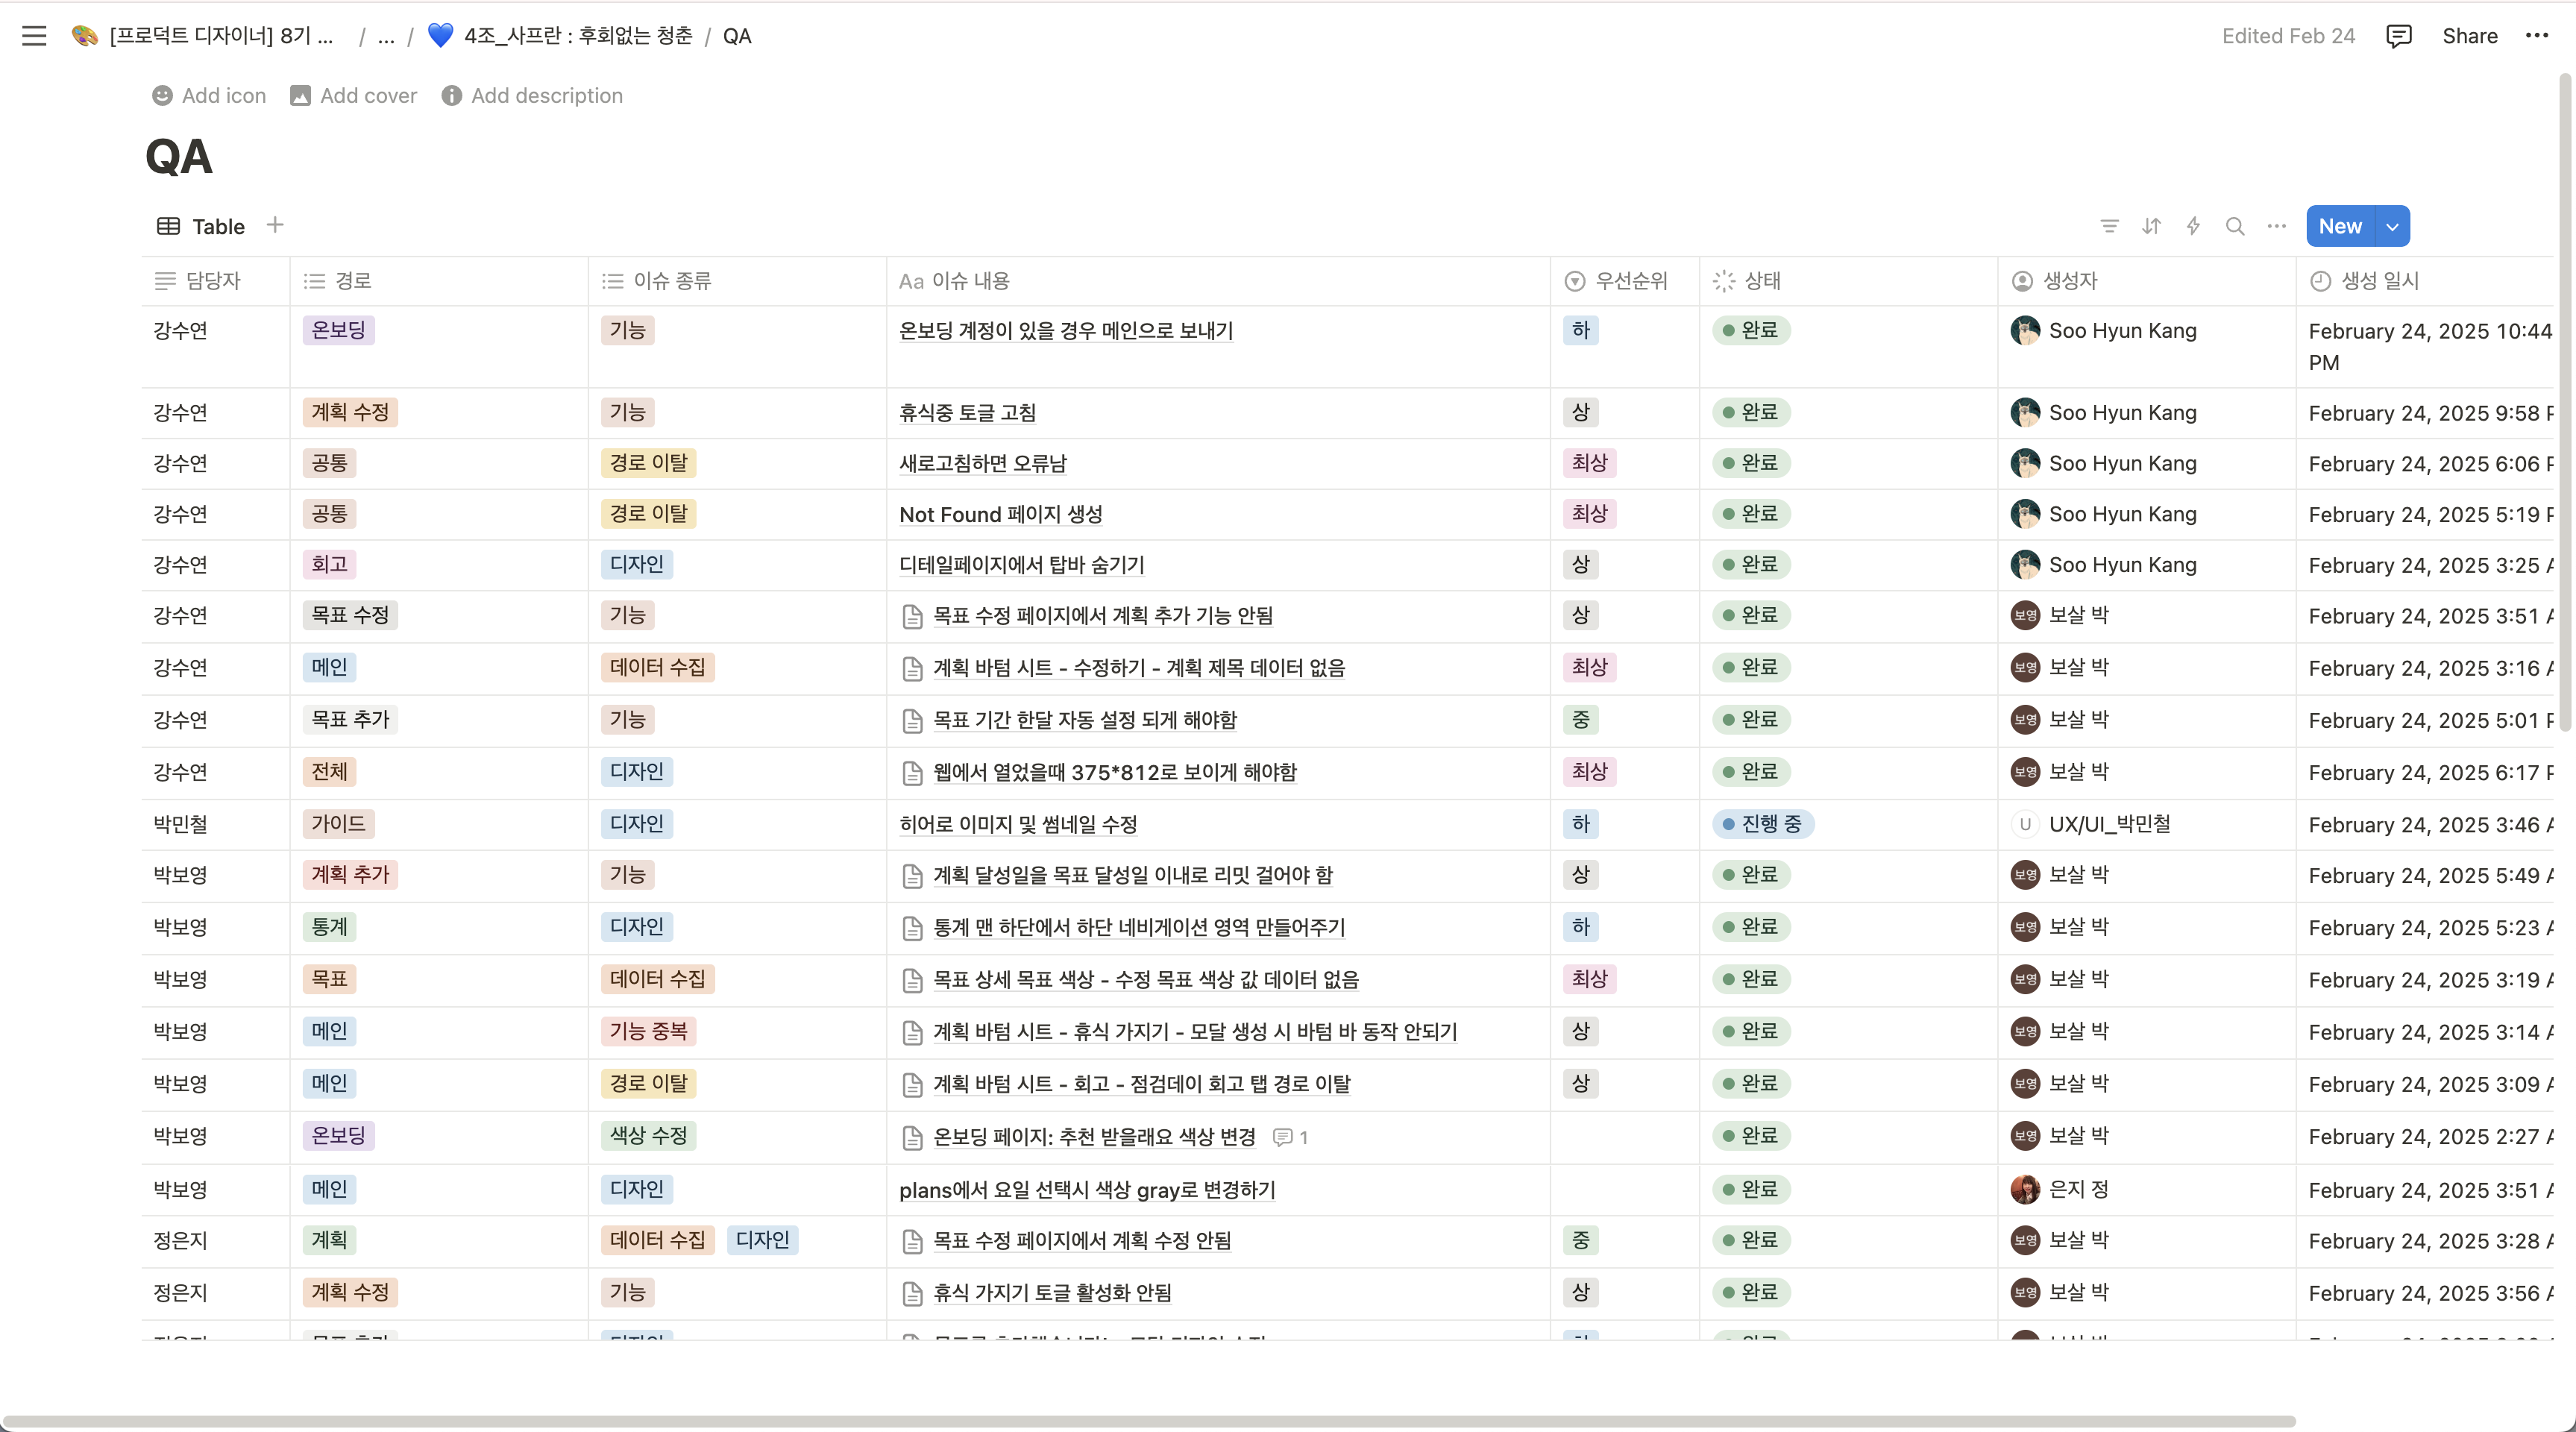 [프로덕트 디자이너] 8기 ... / ... / 4조_사프란 : 후회없는 청춘 / QA Edited Feb 24 Share
Add icon Add cover Add description
QA
Table New
담당자 경로 이슈 종류 Aa 이슈 내용 우선순위 상태 생성자 생성 일시
강수연 온보딩 기능 온보딩 계정이 있을 경우 메인으로 보내기 하 완료 Soo Hyun Kang February 24, 2025 10:44
PM
강수연 계획 수정 기능 휴식중 토글 고침 상 완료 Soo Hyun Kang February 24, 2025 9:58
강수연 공통 경로 이탈 새로고침하면 오류남 최상 완료 Soo Hyun Kang February 24, 2025 6:06
강수연 공통 경로 이탈 Not Found 페이지 생성 최상 완료 Soo Hyun Kang February 24, 2025 5:19
강수연 회고 디자인 디테일페이지에서 탑바 숨기기 상 완료 Soo Hyun Kang February 24, 2025 3:25
강수연 목표 수정 기능 목표 수정 페이지에서 계획 추가 기능 안됨 상 완료 보영 보살 박 February 24, 2025 3:51
강수연 메인 데이터 수집 계획 바텀 시트 - 수정하기 - 계획 제목 데이터 없음 최상 완료 보영 보살 박 February 24, 2025 3:16
강수연 목표 추가 기능 목표 기간 한달 자동 설정 되게 해야함 중 완료 보영 보살 박 February 24, 2025 5:01
강수연 전체 디자인 웹에서 열었을때 375*812로 보이게 해야함 최상 완료 보영 보살 박 February 24, 2025 6:17
박민철 가이드 디자인 히어로 이미지 및 썸네일 수정 하 진행 중 U UX/UI_박민철 February 24, 2025 3:46
박보영 계획 추가 기능 계획 달성일을 목표 달성일 이내로 리밋 걸어야 함 상 완료 보영 보살 박 February 24, 2025 5:49
박보영 통계 디자인 통계 맨 하단에서 하단 네비게이션 영역 만들어주기 하 완료 보영 보살 박 February 24, 2025 5:23
박보영 목표 데이터 수집 목표 상세 목표 색상 - 수정 목표 색상 값 데이터 없음 최상 완료 보영 보살 박 February 24, 2025 3:19
박보영 메인 기능 중복 계획 바텀 시트 - 휴식 가지기 - 모달 생성 시 바텀 바 동작 안되기 상 완료 보영 보살 박 February 24, 2025 3:14
박보영 메인 경로 이탈 계획 바텀 시트 - 회고 - 점검데이 회고 탭 경로 이탈 상 완료 보영 보살 박 February 24, 2025 3:09
박보영 온보딩 색상 수정 온보딩 페이지: 추천 받을래요 색상 변경 1 완료 보영 보살 박 February 24, 2025 2:27
박보영 메인 디자인 plans에서 요일 선택시 색상 gray로 변경하기 완료 은지 정 February 24, 2025 3:51
정은지 계획 데이터 수집 디자인 목표 수정 페이지에서 계획 수정 안됨 중 완료 보영 보살 박 February 24, 2025 3:28
정은지 계획 수정 기능 휴식 가지기 토글 활성화 안됨 상 완료 보영 보살 박 February 24, 2025 3:56